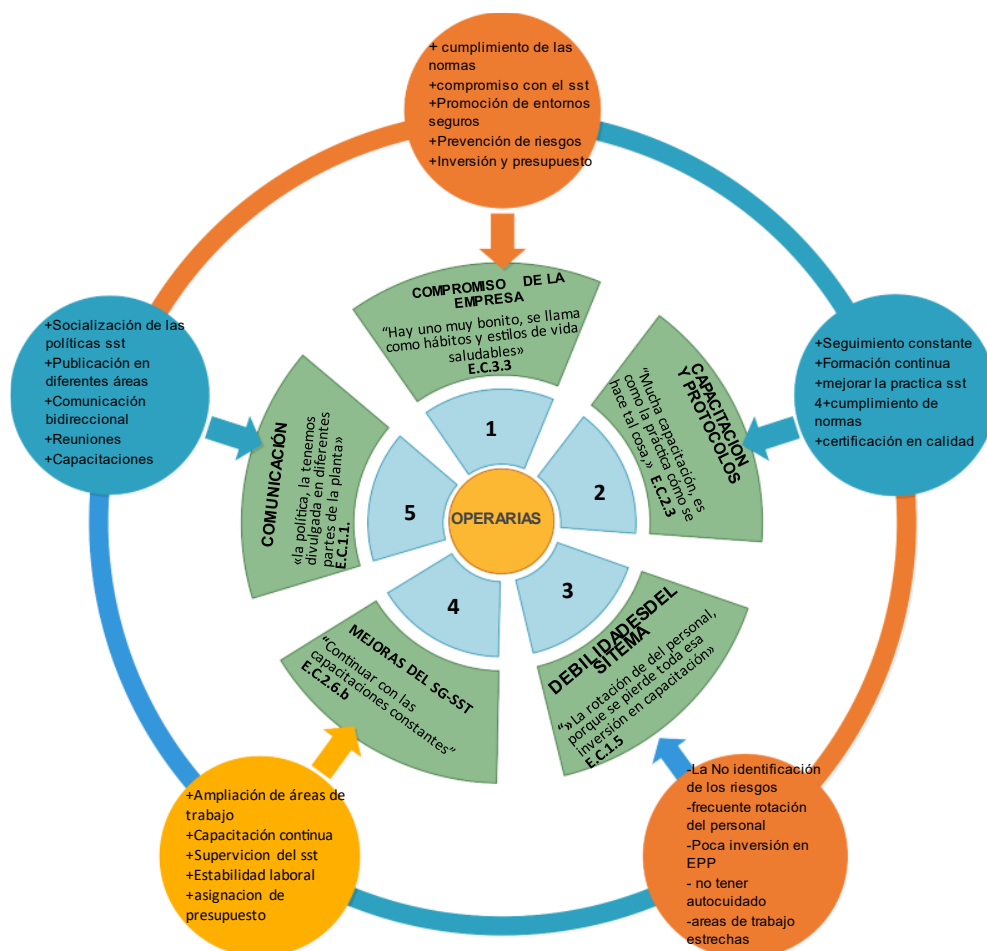 + cumplimiento de las
normas
+compromiso con el sst
+Promoción de entornos
seguros
+Prevención de riesgos
+Inversión y presupuesto
COMPROMISO DE LA
EMPRESA
“Hay uno muy bonito, se llama
como hábitos y estilos de vida
saludables»
E.C.3.3
1
CAPACITACION
Y PROTOCOLOS
“Mucha capacitación, es
como la práctica cómo se
hace tal cosa,»
E.C.2.3
2
+Seguimiento constante
+Formación continua
+mejorar la practica sst
4+cumplimiento de
normas
+certificación en calidad
OPERARIAS
DEBILIDADESDEL
SITEMA
“»La rotación de del personal,
porque se pierde toda esa
inversión en capacitación»
E.C.1.5
3
-La No identificación
de los riesgos
-frecuente rotación
del personal
-Poca inversión en
EPP
- no tener
autocuidado
-areas de trabajo
estrechas
MEJORAS DEL SG-SST
“Continuar con las
capacitaciones constantes”
E.C.2.6.b
4
+Ampliación de áreas de
trabajo
+Capacitación continua
+Supervicion del sst
+Estabilidad laboral
+asignacion de
presupuesto
COMUNICACIÓN
«la política, la tenemos
divulgada en diferentes
partes de la planta»
E.C.1.1.
5
+Socialización de las
políticas sst
+Publicación en
diferentes áreas
+Comunicación
bidireccional
+Reuniones
+Capacitaciones